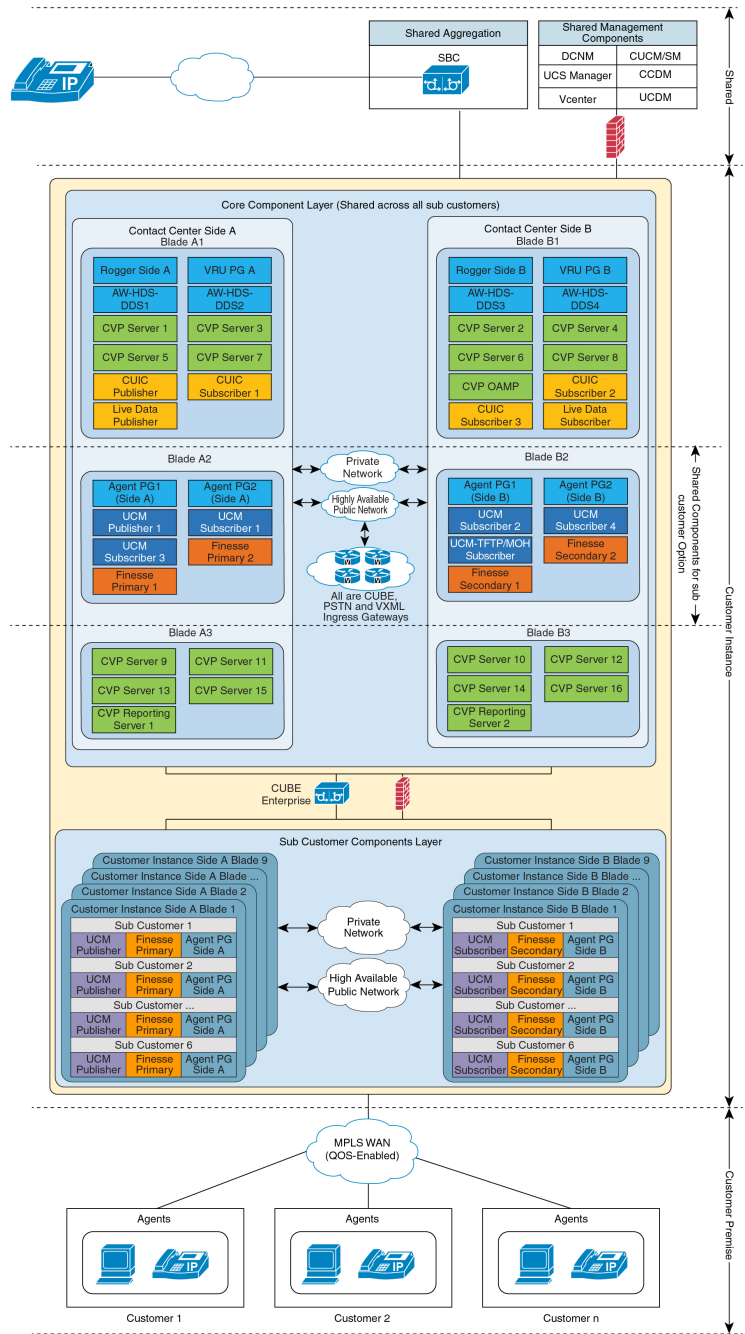 Shared Aggregation
SBC
Shared Management
Components
DCNM
CUCM/SM
UCS Manager
CCDM
Vcenter
UCDM
IP
Shared
Core Component Layer (Shared across all sub customers)
Contact Center Side A
Blade A1
Rogger Side A
VRU PG A
AW-HDS-
DDS1
AW-HDS-
DDS2
CVP Server 1
CVP Server 3
CVP Server 5
CVP Server 7
CUIC
Publisher
CUIC
Subscriber 1
Live Data
Publisher
Contact Center Side B
Blade B1
Rogger Side B
VRU PG B
AW-HDS-
DDS3
AW-HDS-
DDS4
CVP Server 2
CVP Server 4
CVP Server 6
CVP Server 8
CVP OAMP
CUIC
Subscriber 2
CUIC
Subscriber 3
Live Data
Subscriber
Blade A2
Agent PG1
(Side A)
Agent PG2
(Side A)
UCM
Publisher 1
UCM
Subscriber 1
UCM
Subscriber 3
Finesse
Primary 2
Finesse
Primary 1
Private
Network
Highly Available
Public Network
V
V
V
V
All are CUBE,
PSTN and VXML
Ingress Gateways
Blade B2
Agent PG1
(Side B)
Agent PG2
(Side B)
UCM
Subscriber 2
UCM
Subscriber 4
UCM-TFTP/MOH
Subscriber
Finesse
Secondary 2
Finesse
Secondary 1
Shared Components for sub
customer Option
Customer Instance
Blade A3
CVP Server 9
CVP Server 11
CVP Server 13
CVP Server 15
CVP Reporting
Server 1
Blade B3
CVP Server 10
CVP Server 12
CVP Server 14
CVP Server 16
CVP Reporting
Server 2
CUBE
Enterprise
Sub Customer Components Layer
Customer Instance Side A Blade 9
Customer Instance Side A Blade ...
Customer Instance Side A Blade 2
Customer Instance Side A Blade 1
Sub Customer 1
UCM
Publisher
Finesse
Primary
Agent PG
Side A
Sub Customer 2
UCM
Publisher
Finesse
Primary
Agent PG
Side A
Sub Customer ...
UCM
Publisher
Finesse
Primary
Agent PG
Side A
Sub Customer 6
UCM
Publisher
Finesse
Primary
Agent PG
Side A
Private
Network
High Available
Public Network
Customer Instance Side B Blade 9
Customer Instance Side B Blade ...
Customer Instance Side B Blade 2
Customer Instance Side B Blade 1
Sub Customer 1
UCM
Subscriber
Finesse
Secondary
Agent PG
Side B
Sub Customer 2
UCM
Subscriber
Finesse
Secondary
Agent PG
Side B
Sub Customer ...
UCM
Subscriber
Finesse
Secondary
Agent PG
Side B
Sub Customer 6
UCM
Subscriber
Finesse
Secondary
Agent PG
Side B
MPLS WAN
(QOS-Enabled)
Agents
IP
Customer 1
Agents
IP
Customer 2
Agents
IP
Customer n
Customer Premise